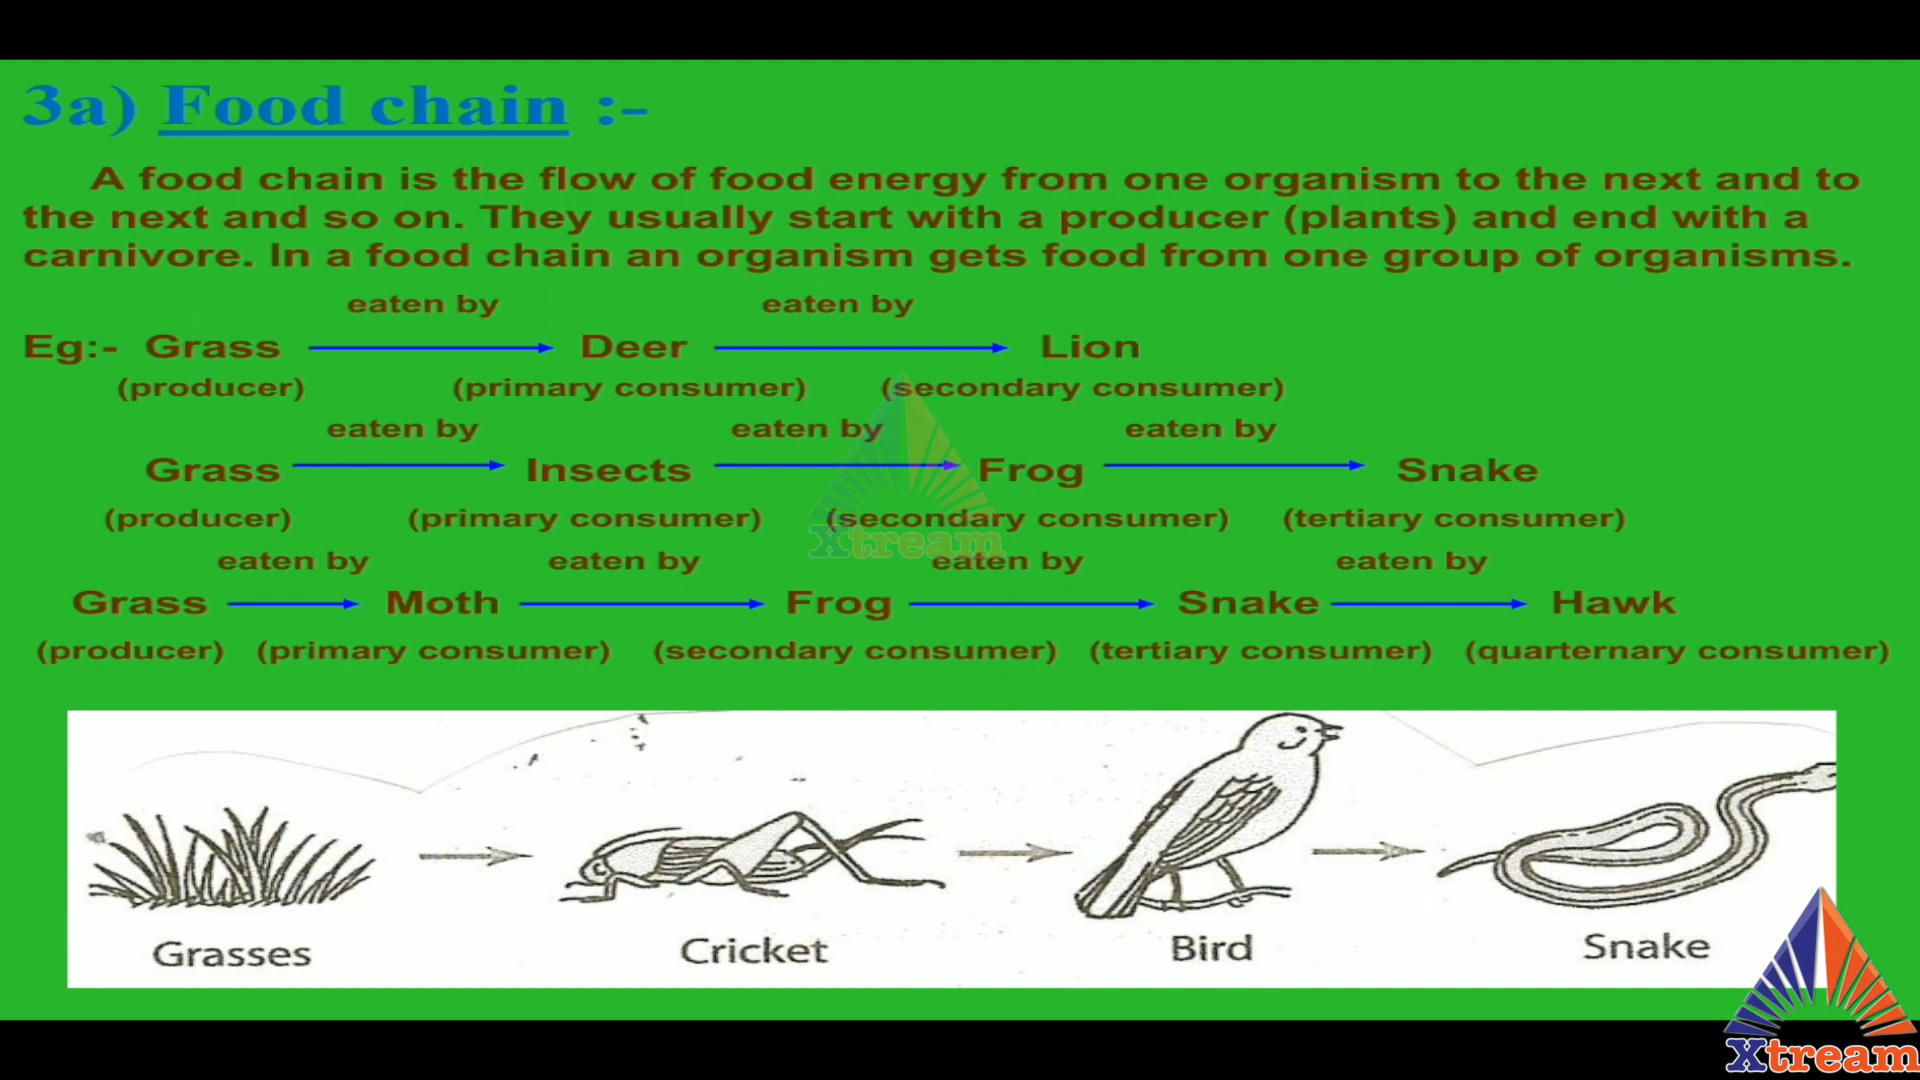 3a) Food chain :-
A food chain is the flow of food energy from one organism to the next and to
the next and so on. They usually start with a producer (plants) and end with a
carnivore. In a food chain an organism gets food from one group of organisms.
eaten by eaten by
Eg:- Grass Deer Lion
(producer) (primary consumer) (secondary consumer)
eaten by eaten by eaten by
Grass Insects Frog Snake
(producer) (primary consumer) (secondary consumer) (tertiary consumer)
Xtream
eaten by eaten by eaten by eaten by
Grass Moth Frog Snake Hawk
(producer) (primary consumer) (secondary consumer) (tertiary consumer) (quarternary consumer)
Grasses Cricket Bird Snake
Xtream